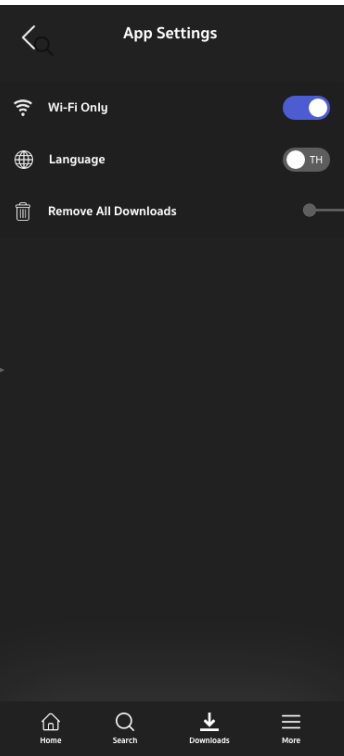 App Settings
Wi-Fi Only
Language
TH
Remove All Downloads
Home
Search
Downloads
More